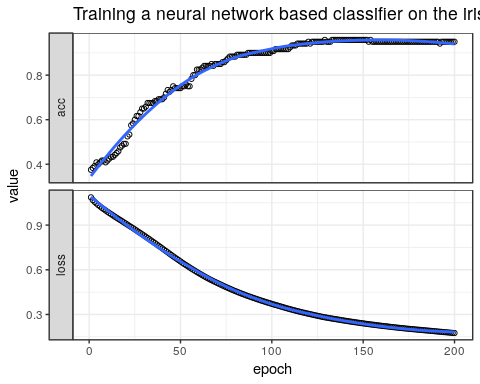 Training a neural network based classifier on the iris
value
acc
0.8
0.6
0.4
loss
0.9
0.6
0.3
0
50
100
150
200
epoch